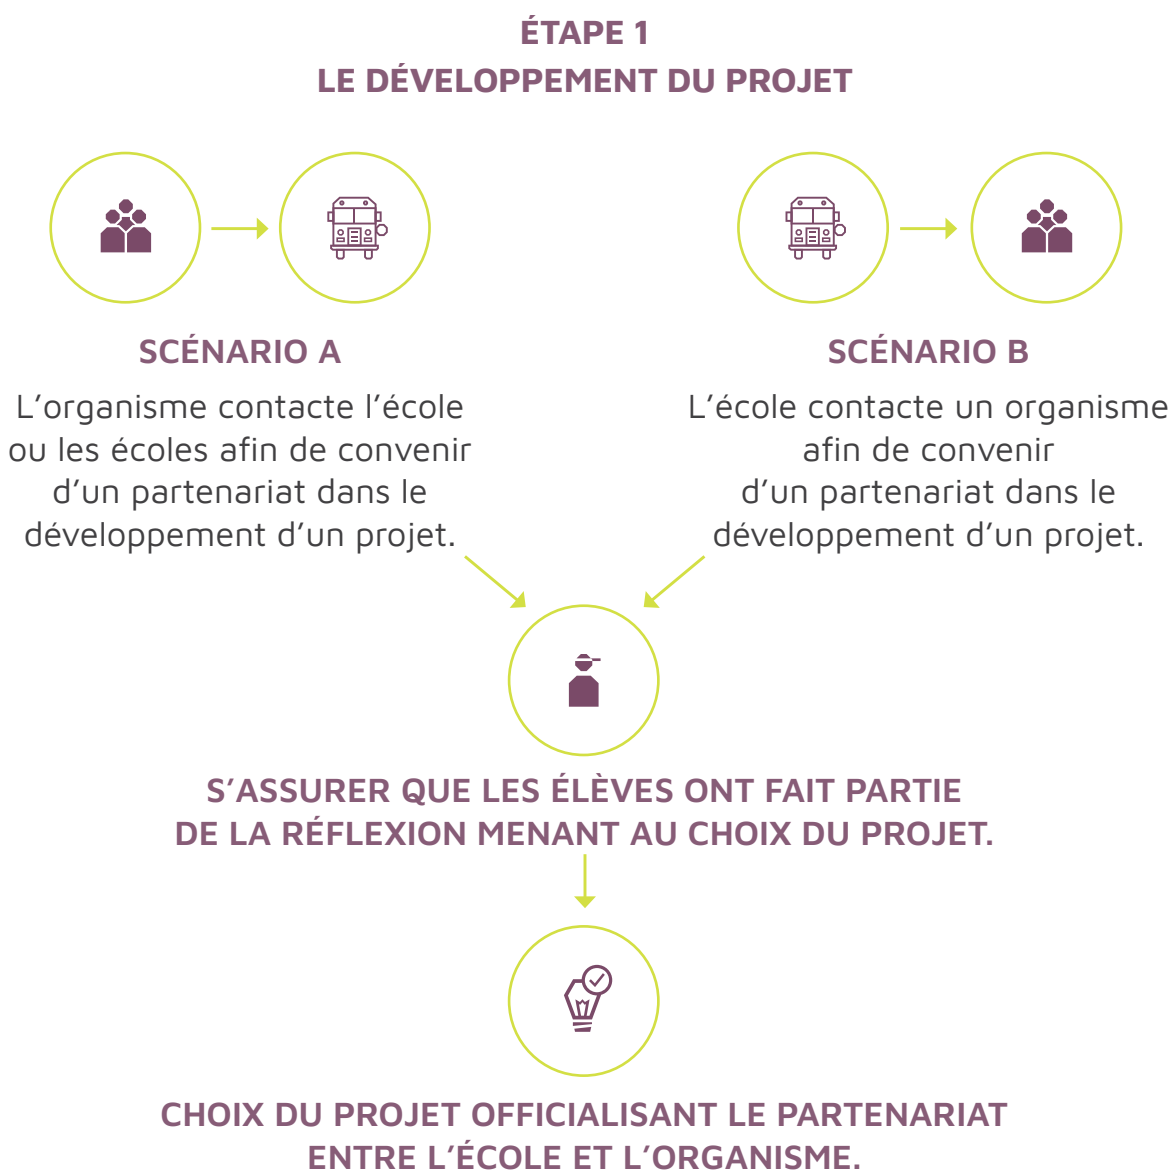 ÉTAPE 1
LE DÉVELOPPEMENT DU PROJET
SCÉNARIO A
L’organisme contacte l’école
ou les écoles afin de convenir
d’un partenariat dans le
développement d’un projet.
SCÉNARIO B
L’école contacte un organisme
afin de convenir
d’un partenariat dans le
développement d’un projet.
S’ASSURER QUE LES ÉLÈVES ONT FAIT PARTIE
DE LA RÉFLEXION MENANT AU CHOIX DU PROJET.
CHOIX DU PROJET OFFICIALISANT LE PARTENARIAT
ENTRE L’ÉCOLE ET L’ORGANISME.